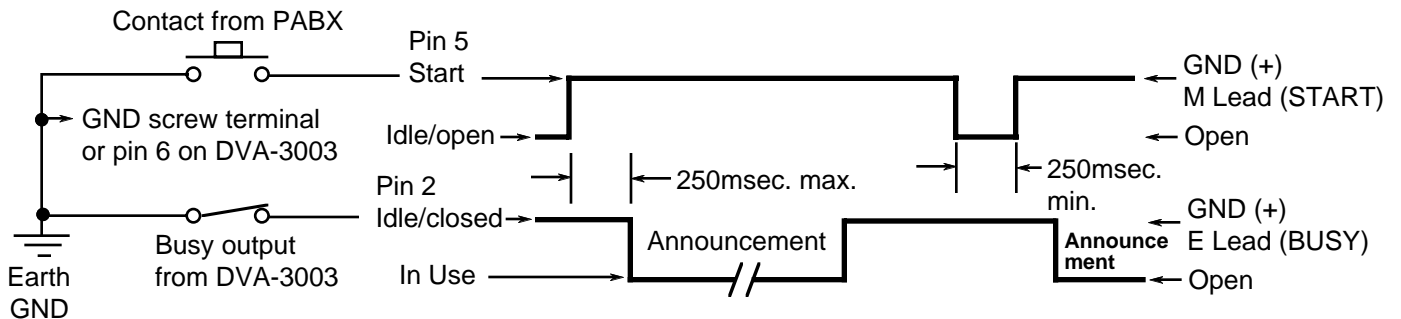 Contact from PABX
Pin 5
Start
GND (+)
M Lead (START)
GND screw terminal
or pin 6 on DVA-3003
Idle/open
Open
Pin 2
250msec. max.
250msec.
min.
Idle/closed
GND (+)
E Lead (BUSY)
Busy output
from DVA-3003
Announcement
Announce
ment
In Use
Open
Earth
GND